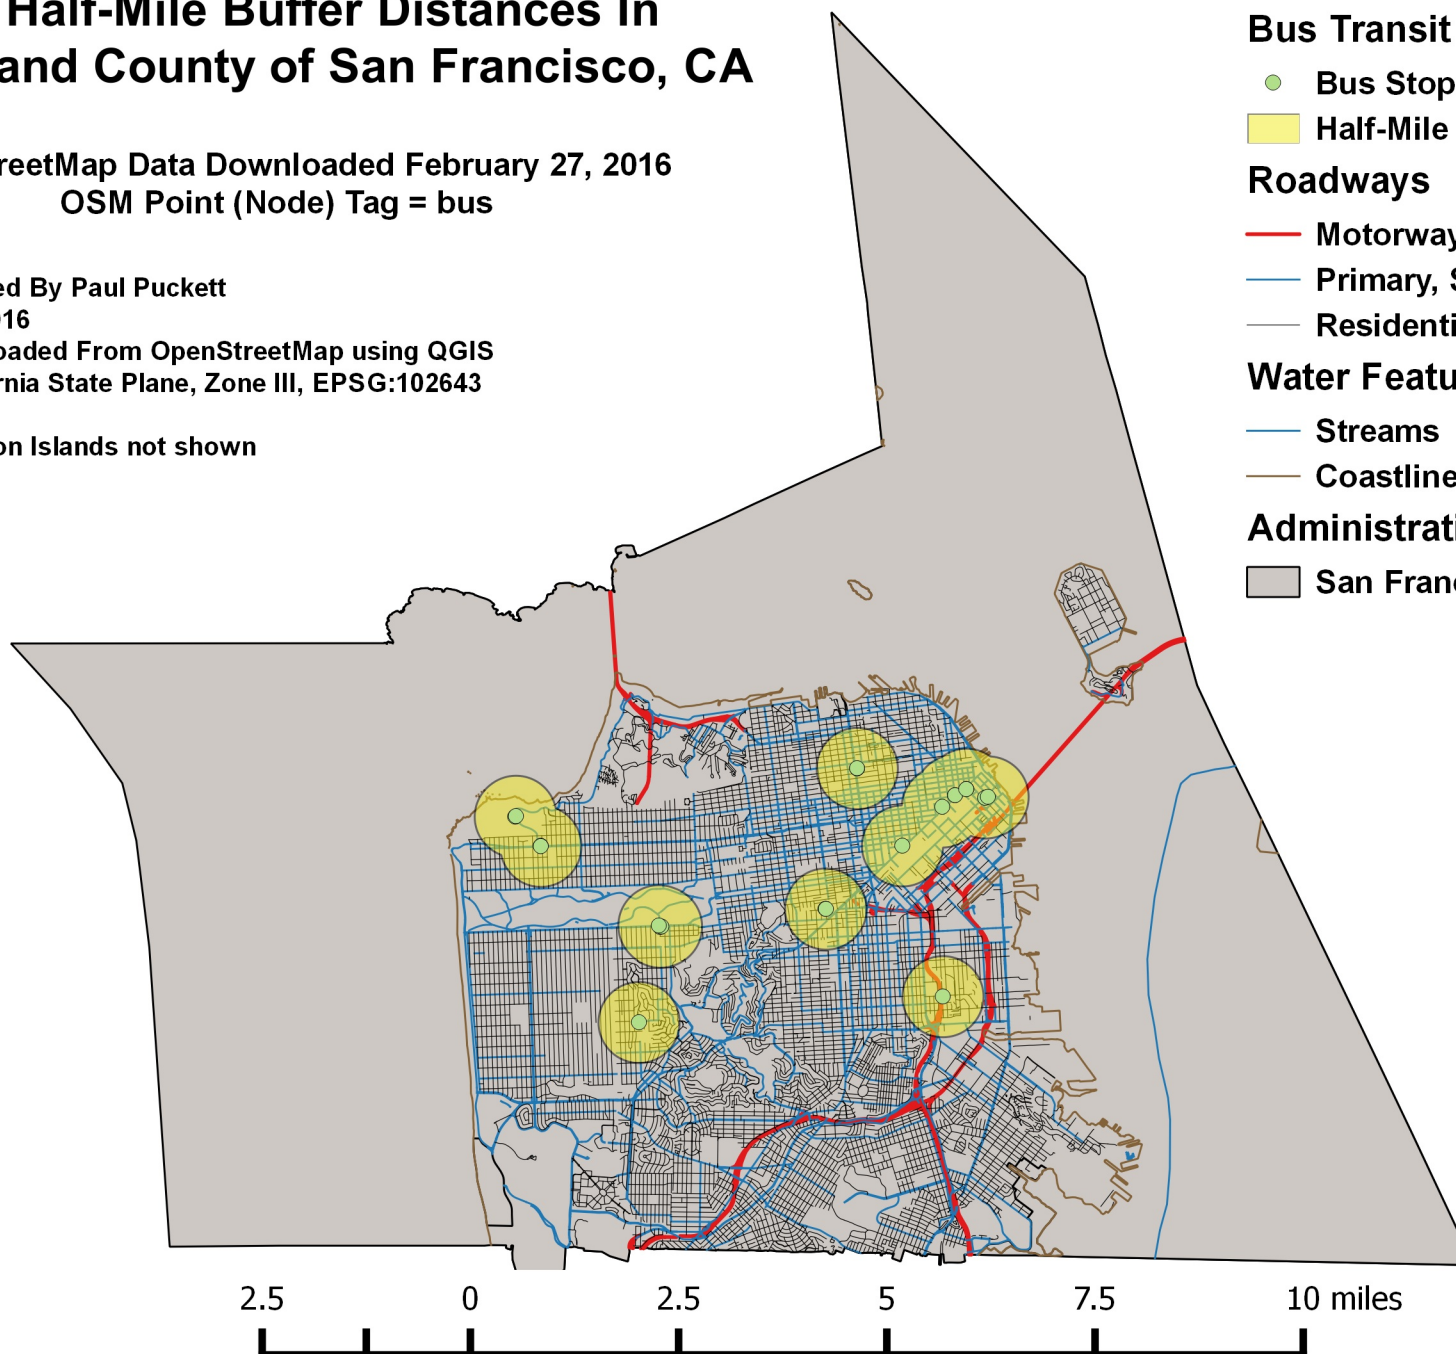 Half-Mile Buffer Distances in
and County of San Francisco, CA
reetMap Data Downloaded February 27, 2016
OSM Point (Node) Tag = bus
ed By Paul Puckett
16
oaded From OpenStreetMap using QGIS
rnia State Plane, Zone III, EPSG:102643
on Islands not shown
Bus Transit
Bus Stop
Half-Mile
Roadways
Motorway
Primary, S
Residenti
Water Featu
Streams
Coastline
Administrati
San Fran
2.5 0 2.5 5 7.5 10 miles